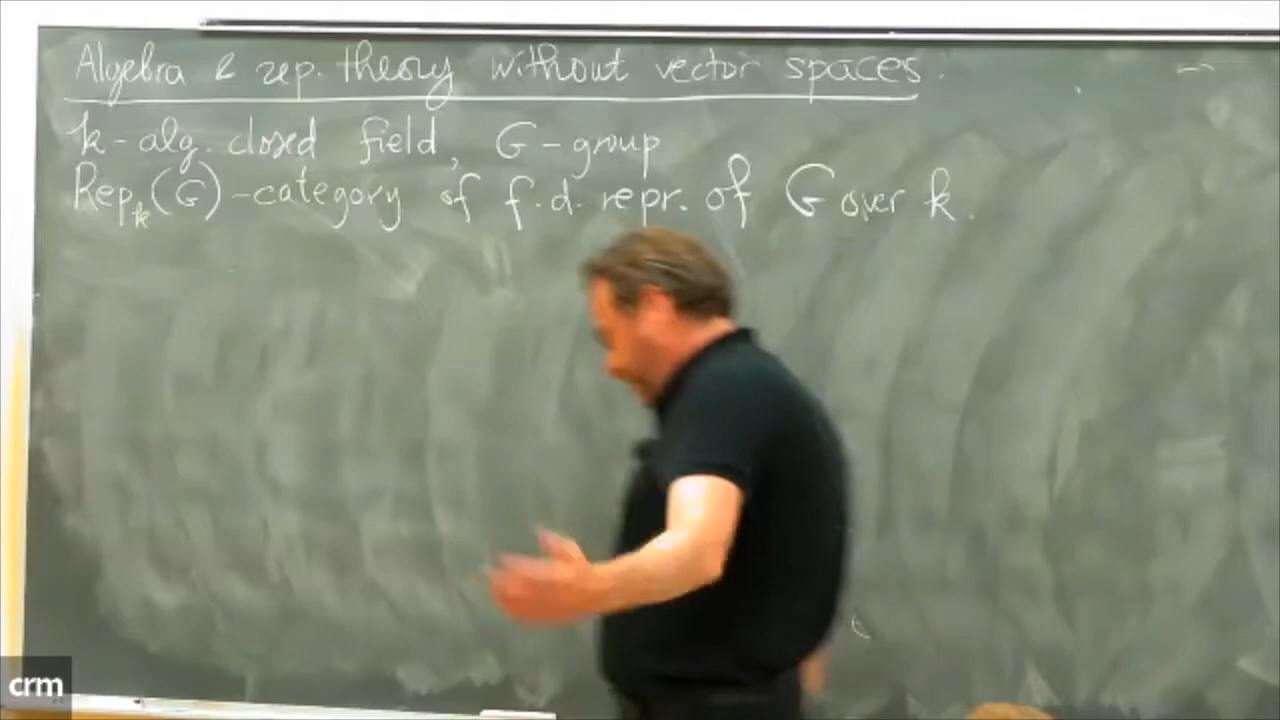 Algebra & rep. theory without vector spaces.
k - alg. closed field, G - group
Rep_k(G) - category of f.d. repr. of G over k.
crm